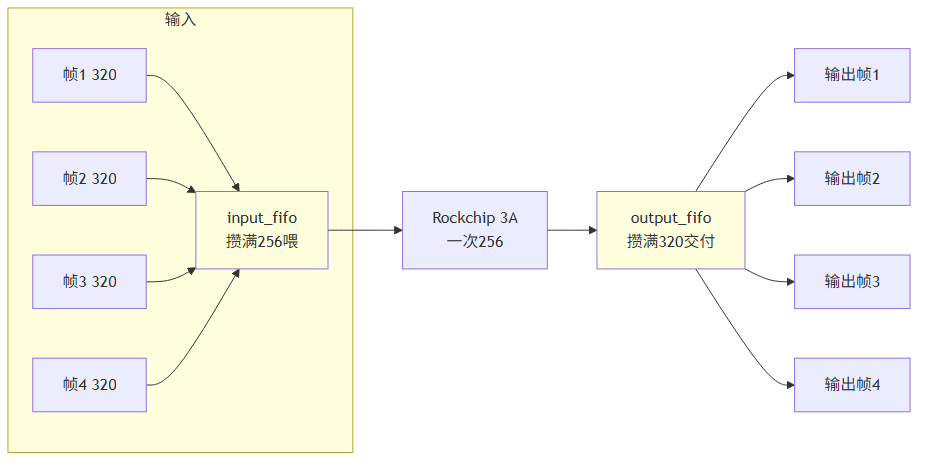 输入
帧1 320
帧2 320
帧3 320
帧4 320
input_fifo
攒满256喂
Rockchip 3A
一次256
output_fifo
攒满320交付
输出帧1
输出帧2
输出帧3
输出帧4